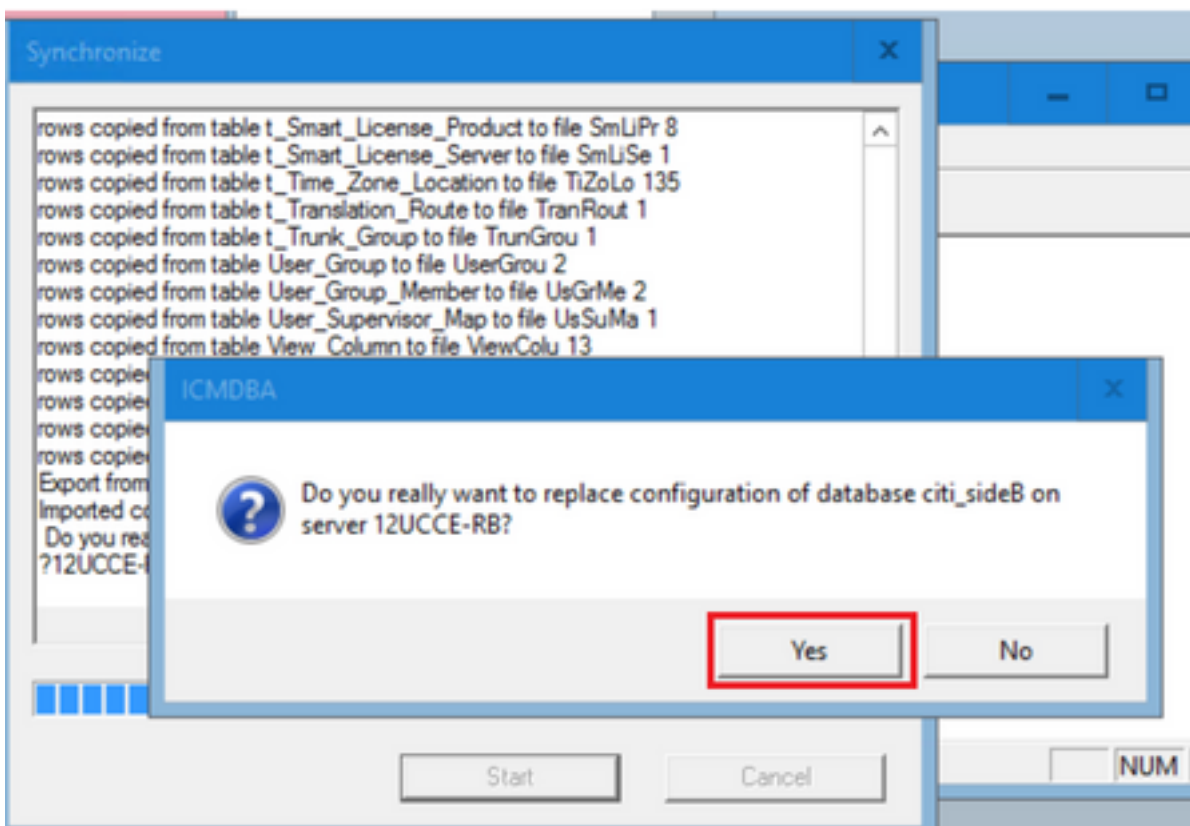 Synchronize
rows copied from table t_Smart_License_Product to file SmLiPr 8
rows copied from table t_Smart_License_Server to file SmLiSe 1
rows copied from table t_Time_Zone_Location to file TiZoLo 135
rows copied from table t_Translation_Route to file TranRout 1
rows copied from table t_Trunk_Group to file TrunGrou 1
rows copied from table User_Group to file UserGrou 2
rows copied from table User_Group_Member to file UsGrMe 2
rows copied from table User_Supervisor_Map to file UsSuMa 1
rows copied from table View_Column to file ViewColu 13
rows copie
rows copie
rows copie
rows copie
Export from
Imported co
Do you rea
?12UCCE-
ICMDBA
Do you really want to replace configuration of database citi_sideB on
server 12UCCE-RB?
Yes
No
Start
Cancel
NUM